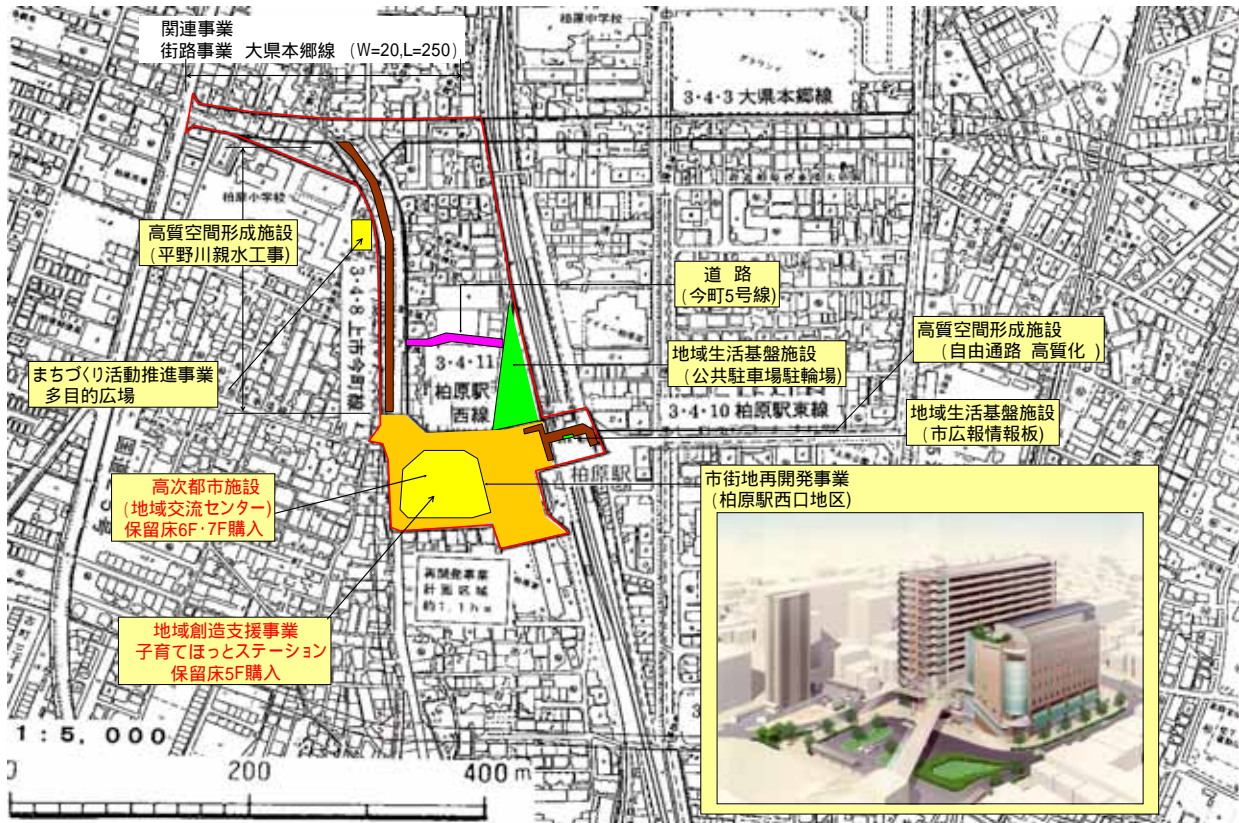 関連事業
街路事業 大県本郷線 (W=20,L=250)
柏原中学校
グラウンド
3・4・3大県本郷線
柏原小学校
高質空間形成施設
(平野川親水工事)
道 路
(今町5号線)
3・4・8上市今町線
高質空間形成施設
(自由通路 高質化 )
地域生活基盤施設
(公共駐車場駐輪場)
3・4・11
柏原駅
西線
まちづくり活動推進事業
多目的広場
3・4・10柏原駅東線
地域生活基盤施設
(市広報情報板)
柏原駅
市街地再開発事業
(柏原駅西口地区)
高次都市施設
(地域交流センター)
保留床6F・7F購入
再開発事業
計画区域
約1.1ha
地域創造支援事業
子育てほっとステーション
保留床5F購入
1:5,000
0 200 400m